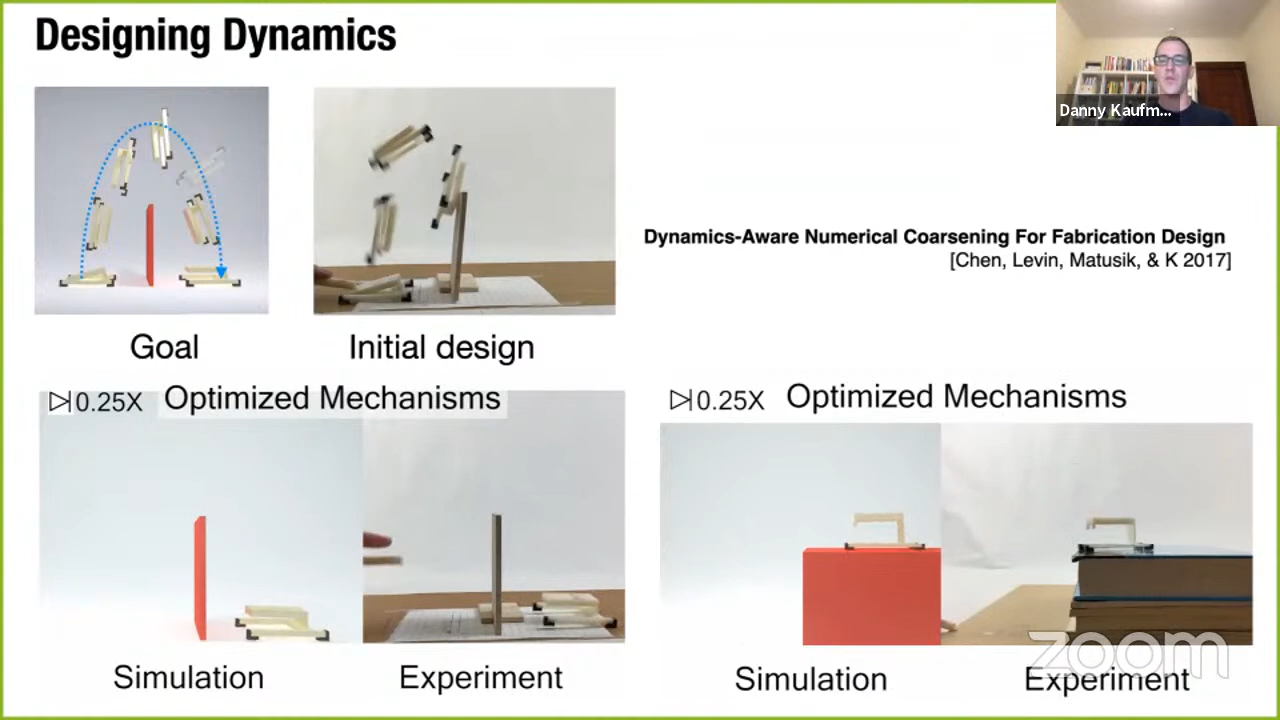 Designing Dynamics
Danny Kaufm...
Dynamics-Aware Numerical Coarsening For Fabrication Design
[Chen, Levin, Matusik, & K 2017]
Goal
Initial design
0.25X Optimized Mechanisms
0.25X Optimized Mechanisms
Simulation
Experiment
Simulation
Experiment
zoom